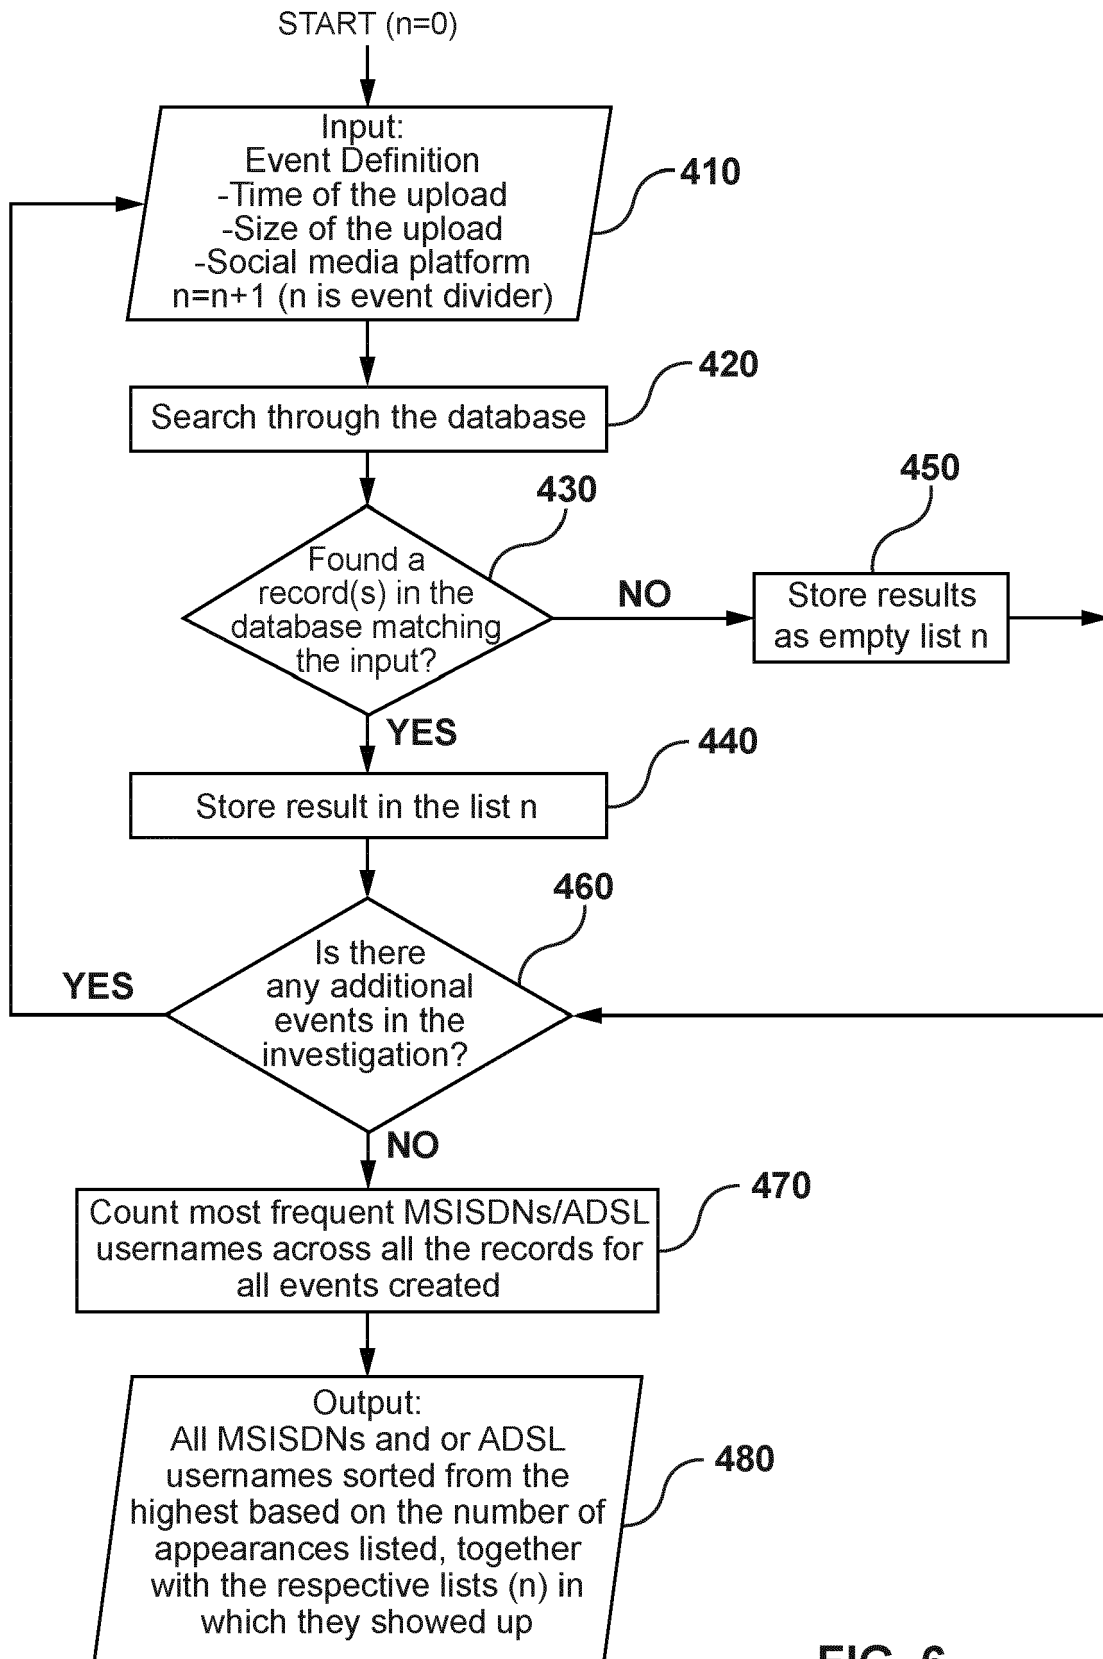 START (n=0)
Input:
Event Definition
-Time of the upload
-Size of the upload
-Social media platform
n=n+1 (n is event divider)
410
Search through the database
420
430
Found a
record(s) in the
database matching
the input?
NO
450
Store results
as empty list n
YES
440
Store result in the list n
460
Is there
any additional
events in the
investigation?
YES
NO
470
Count most frequent MSISDNs/ADSL
usernames across all the records for
all events created
Output:
All MSISDNs and or ADSL
usernames sorted from the
highest based on the number of
appearances listed, together
with the respective lists (n) in
which they showed up
480
FIG. 6